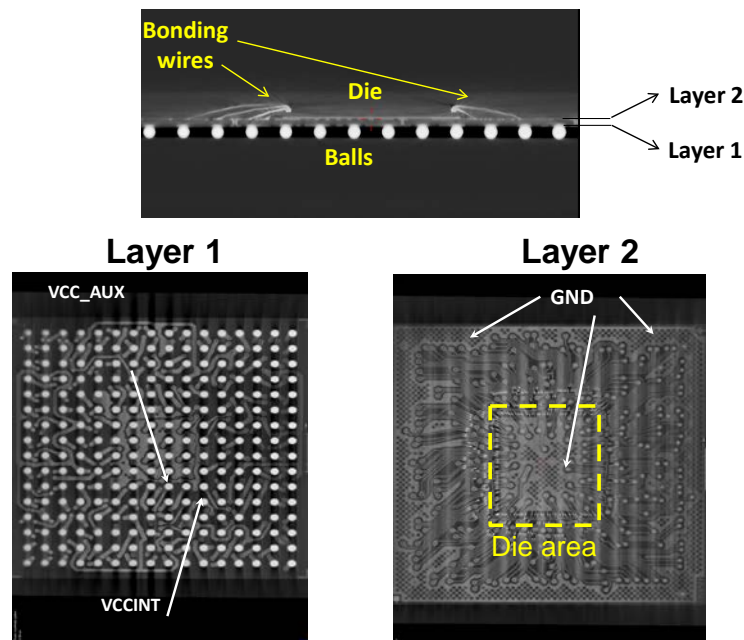 Bonding
wires
Die
Balls
Layer 2
Layer 1
Layer 1
Layer 2
VCC_AUX
GND
Die area
VCCINT